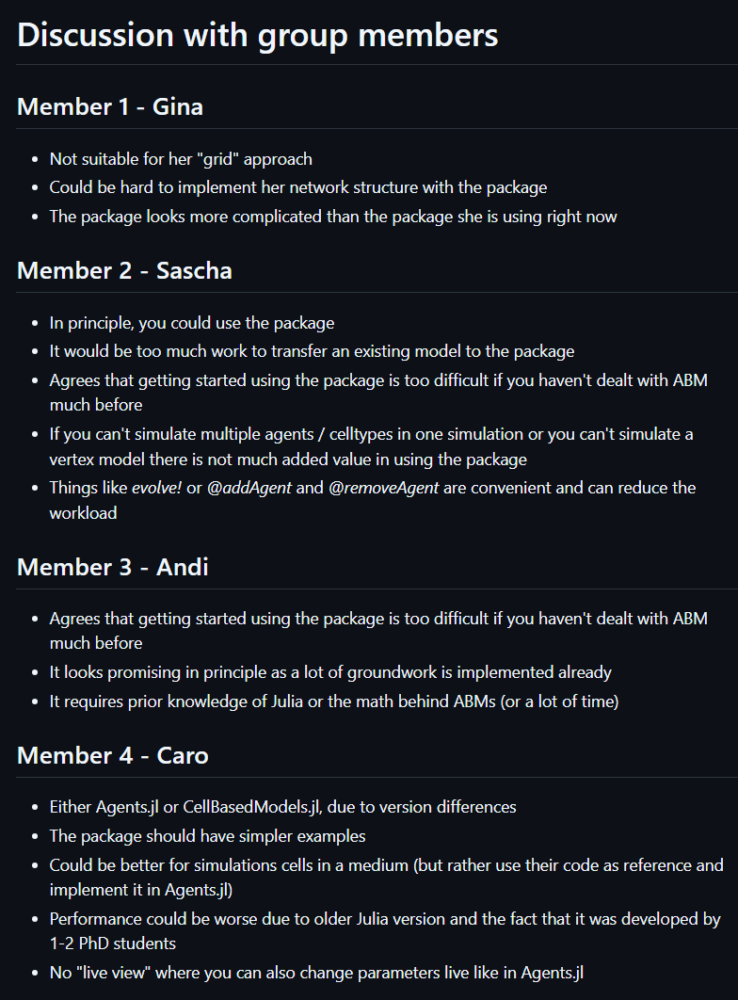 Discussion with group members
Member 1 - Gina
• Not suitable for her "grid" approach
• Could be hard to implement her network structure with the package
• The package looks more complicated than the package she is using right now
Member 2 - Sascha
• In principle, you could use the package
• It would be too much work to transfer an existing model to the package
• Agrees that getting started using the package is too difficult if you haven't dealt with ABM
much before
• If you can't simulate multiple agents / celltypes in one simulation or you can't simulate a
vertex model there is not much added value in using the package
• Things like evolve! or @addAgent and @removeAgent are convenient and can reduce the
workload
Member 3 - Andi
• Agrees that getting started using the package is too difficult if you haven't dealt with ABM
much before
• It looks promising in principle as a lot of groundwork is implemented already
• It requires prior knowledge of Julia or the math behind ABMs (or a lot of time)
Member 4 - Caro
• Either Agents.jl or CellBasedModels.jl, due to version differences
• The package should have simpler examples
• Could be better for simulations cells in a medium (but rather use their code as reference and
implement it in Agents.jl)
• Performance could be worse due to older Julia version and the fact that it was developed by
1-2 PhD students
• No "live view" where you can also change parameters live like in Agents.jl